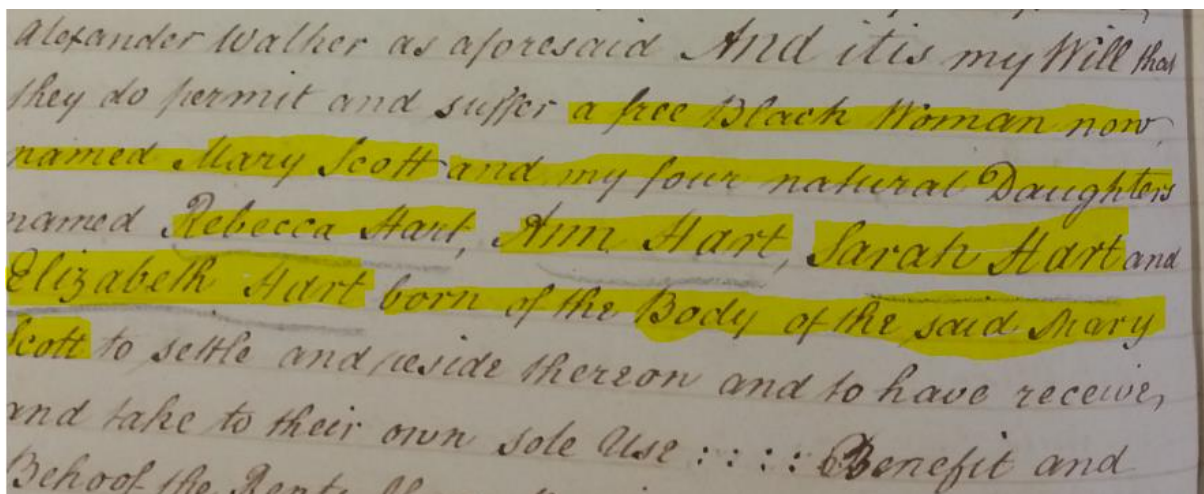 Alexander Walker as aforesaid And it is my Will that
they do permit and suffer a free Black Woman now
named Mary Scott and my four natural Daughters
named Rebecca Hart, Ann Hart, Sarah Hart and
Elizabeth Hart born of the Body of the said Mary
Scott to settle and reside thereon and to have receive,
and take to their own sole Use :::: Benefit and
Behoof the Rents